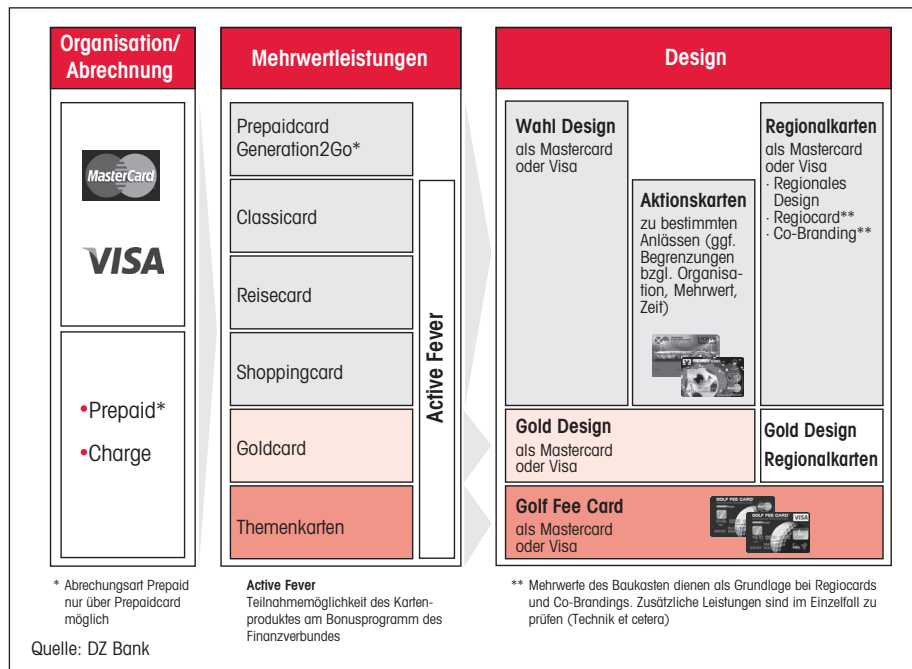 Organisation/
Abrechnung
MasterCard
VISA
•Prepaid*
•Charge
* Abrechungsart Prepaid
nur über Prepaidcard
möglich
Mehrwertleistungen
Prepaidcard
Generation2Go*
Classicard
Reisecard
Shoppingcard
Goldcard
Themenkarten
Active Fever
Active Fever
Teilnahmemöglichkeit des Karten-
produktes am Bonusprogramm des
Finanzverbundes
Design
Wahl Design
als Mastercard
oder Visa
Aktionskarten
zu bestimmten
Anlässen (ggf.
Begrenzungen
bzgl. Organisa-
tion, Mehrwert,
Zeit)
Regionalkarten
als Mastercard
oder Visa
· Regionales
Design
· Regiocard**
· Co-Branding**
Gold Design
als Mastercard
oder Visa
Gold Design
Regionalkarten
Golf Fee Card
als Mastercard
oder Visa
GOLF FEE CARD
GOLF FEE CARD
VISA
** Mehrwerte des Baukasten dienen als Grundlage bei Regiocards
und Co-Brandings. Zusätzliche Leistungen sind im Einzelfall zu
prüfen (Technik et cetera)
Quelle: DZ Bank